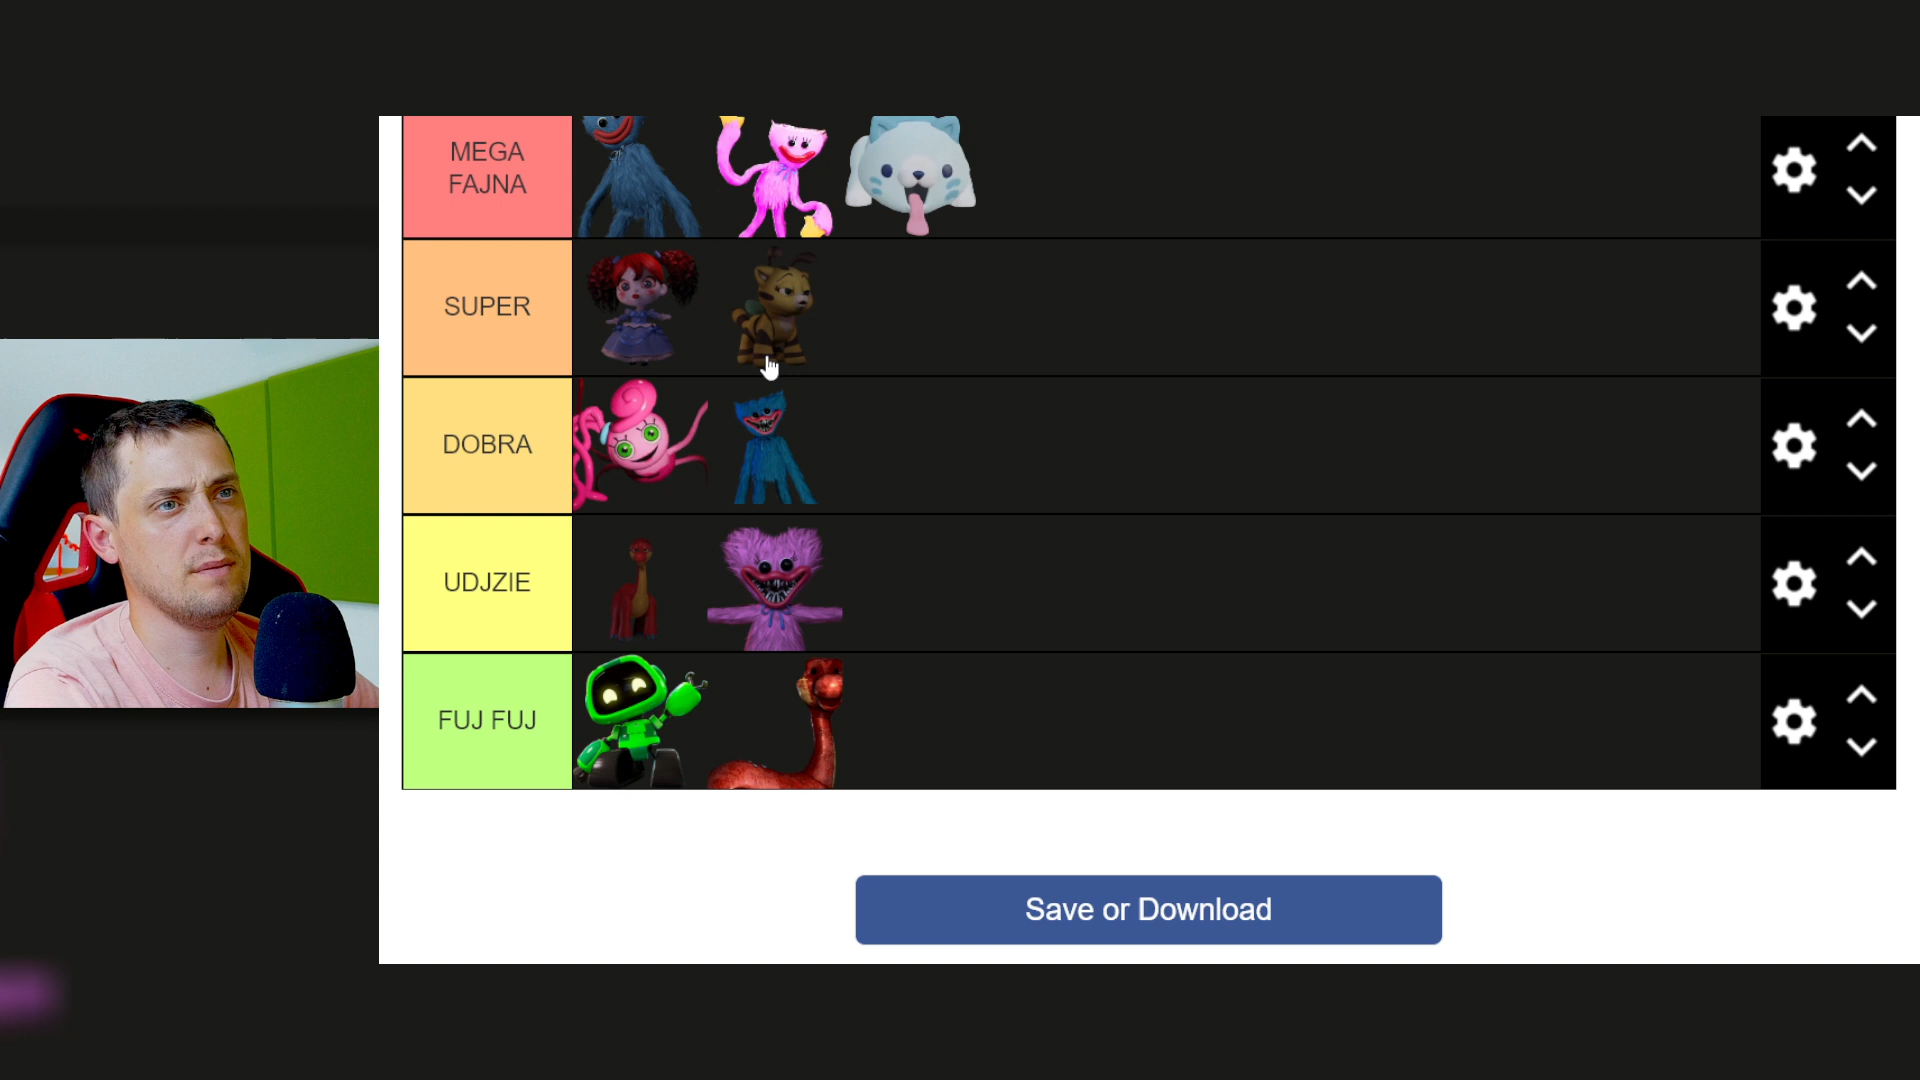 MEGA
FAJNA
SUPER
DOBRA
UDJZIE
FUJ FUJ
Save or Download